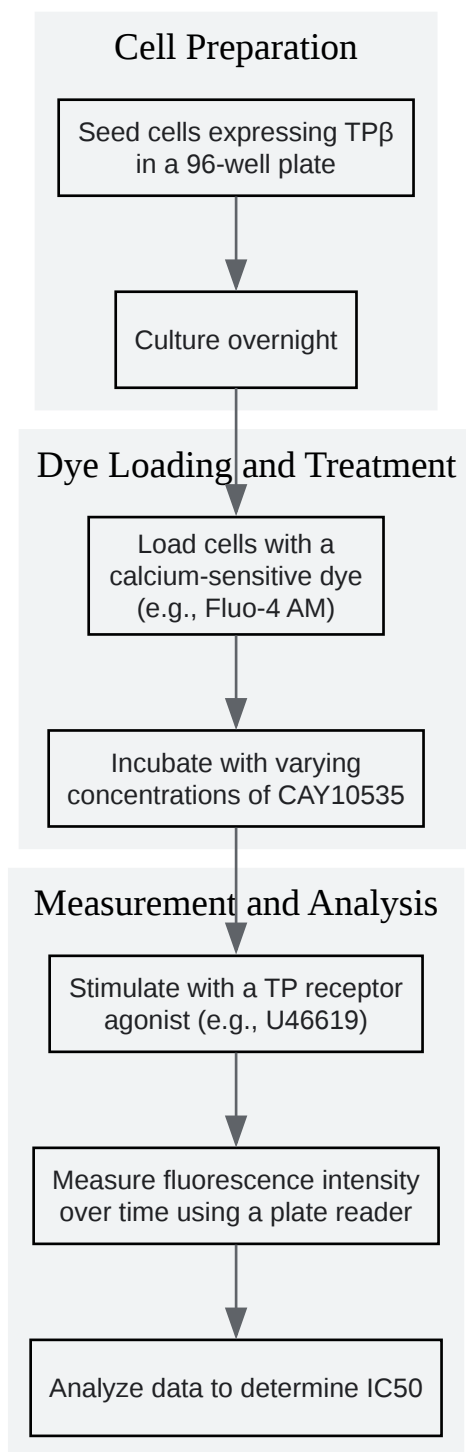 Cell Preparation
Seed cells expressing TPβ
in a 96-well plate
Culture overnight
Dye Loading and Treatment
Load cells with a
calcium-sensitive dye
(e.g., Fluo-4 AM)
Incubate with varying
concentrations of CAY10535
Measurement and Analysis
Stimulate with a TP receptor
agonist (e.g., U46619)
Measure fluorescence intensity
over time using a plate reader
Analyze data to determine IC50